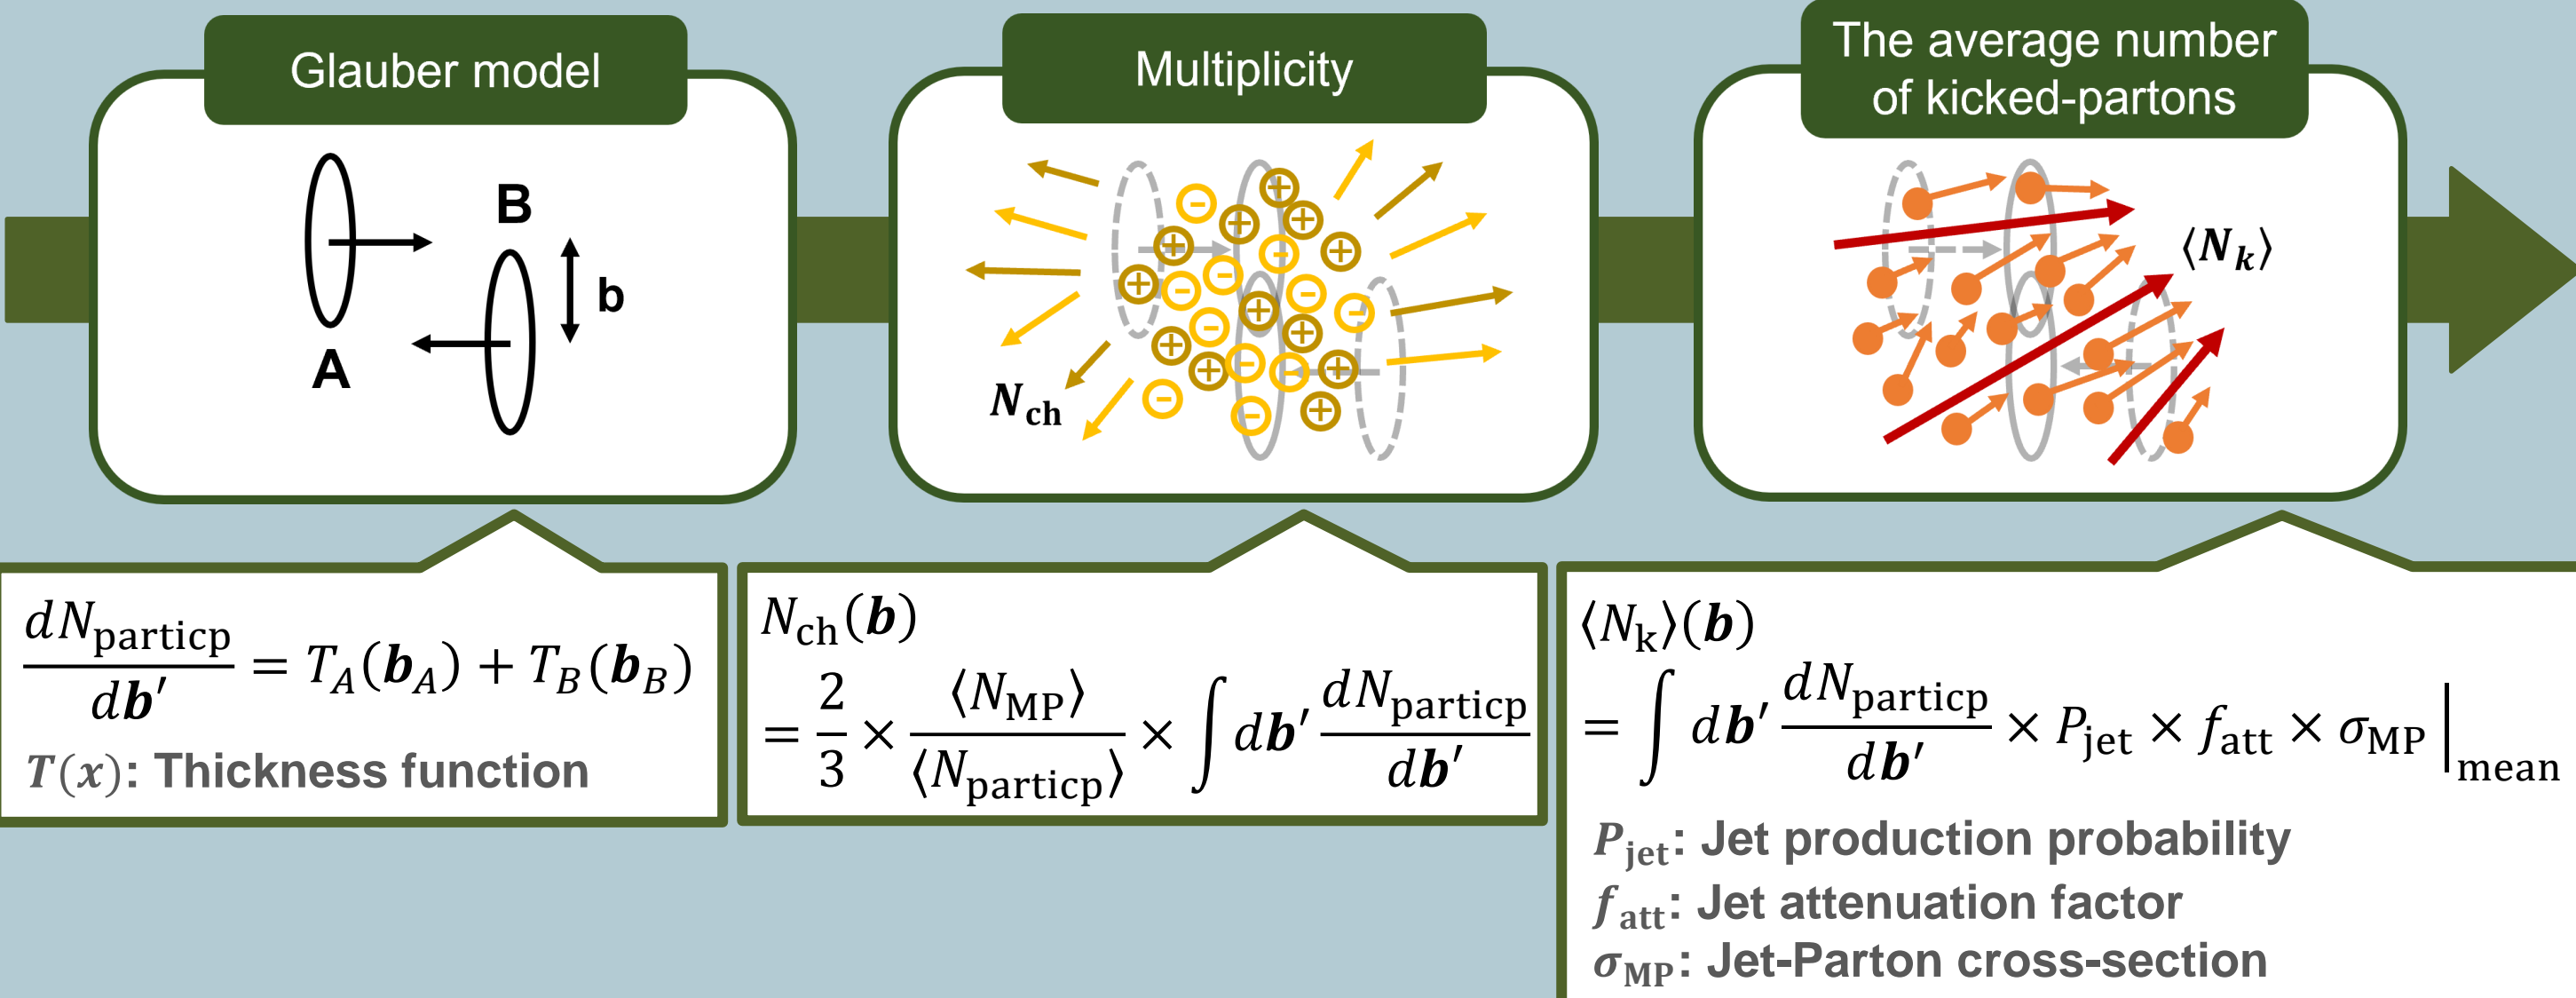 Glauber model
A
B
b
Multiplicity
N_ch
The average number
of kicked-partons
⟨N_k⟩
dN_particp/d𝒃′ = T_A(𝒃_A) + T_B(𝒃_B)
T(x): Thickness function
N_ch(𝒃)
= 2/3 × ⟨N_MP⟩/⟨N_particp⟩ × ∫ d𝒃′ dN_particp/d𝒃′
⟨N_k⟩(𝒃)
= ∫ d𝒃′ dN_particp/d𝒃′ × P_jet × f_att × σ_MP |_mean
P_jet: Jet production probability
f_att: Jet attenuation factor
σ_MP: Jet-Parton cross-section